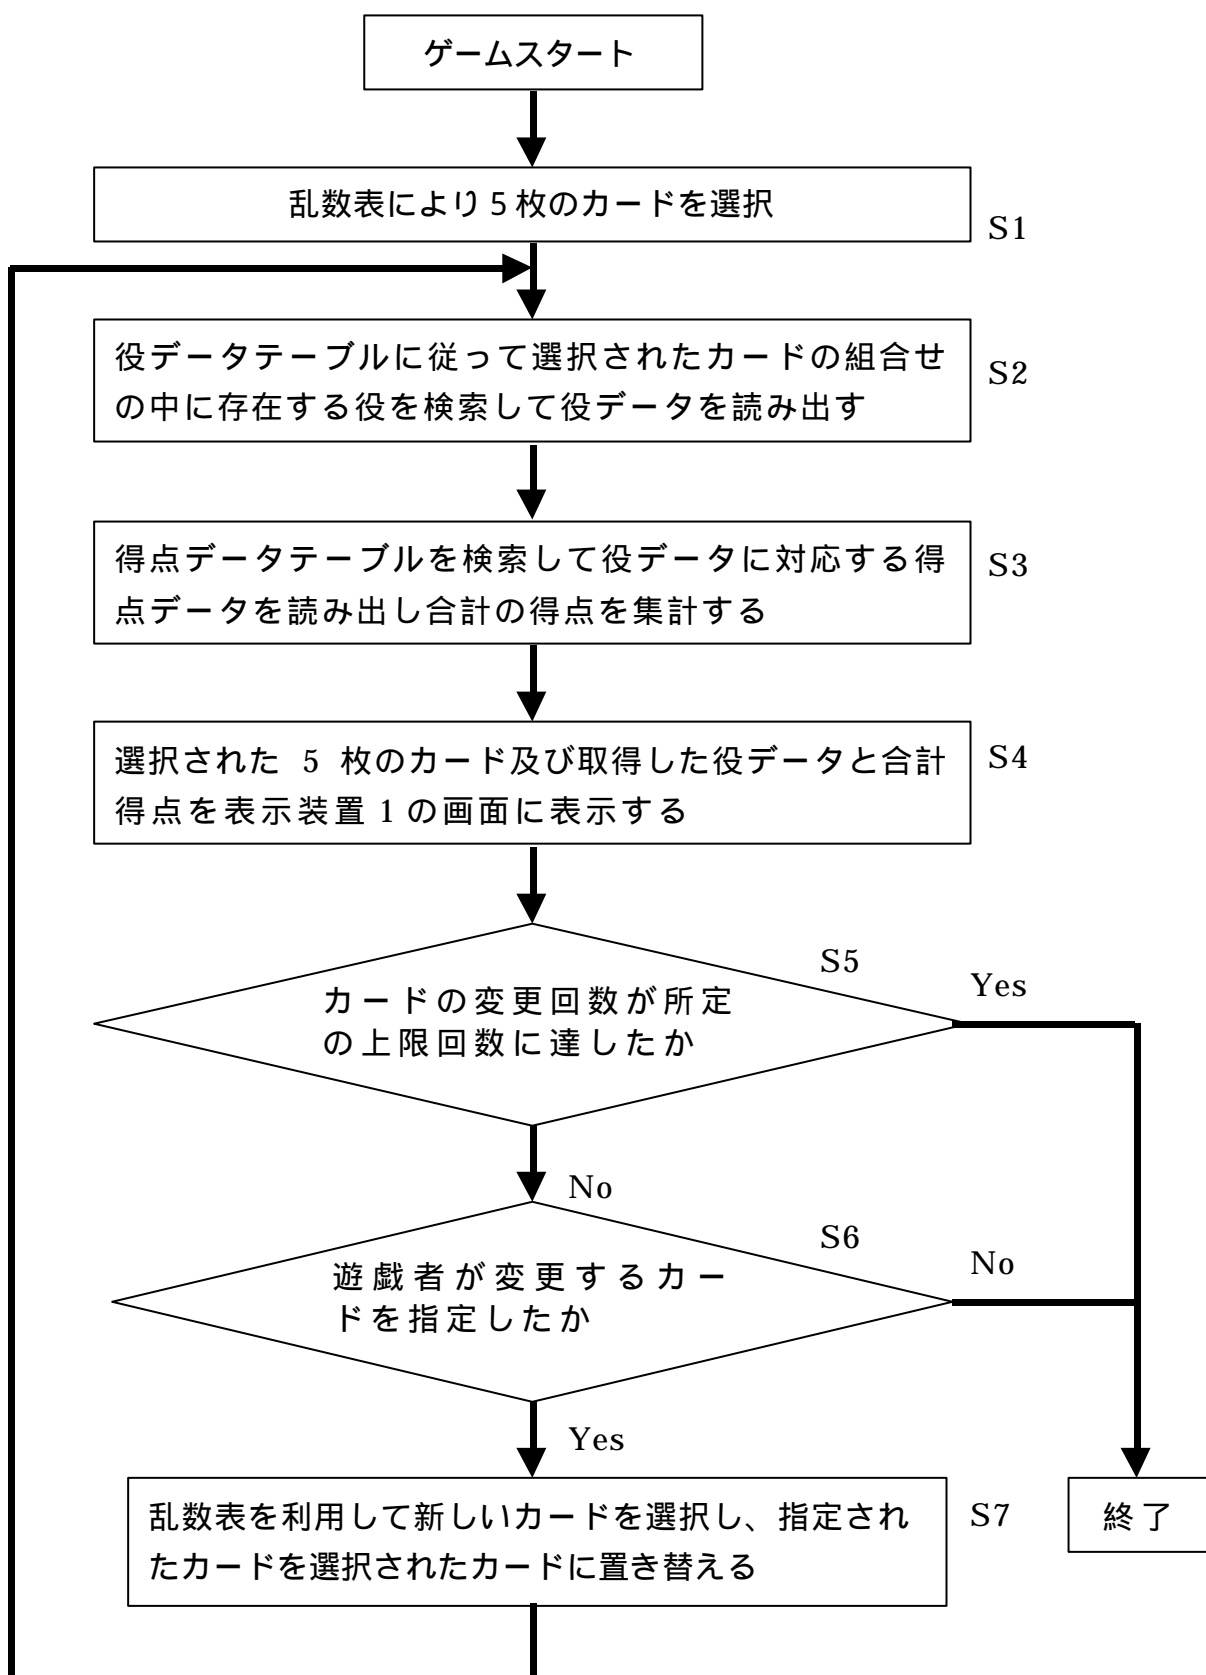 ゲームスタート
乱数表により5枚のカードを選択
S1
役データテーブルに従って選択されたカードの組合せ
の中に存在する役を検索して役データを読み出す
S2
得点データテーブルを検索して役データに対応する得
点データを読み出し合計の得点を集計する
S3
選択された 5 枚のカード及び取得した役データと合計
得点を表示装置 1 の画面に表示する
S4
S5
カードの変更回数が所定
の上限回数に達したか
Yes
No
S6
遊戯者が変更するカー
ドを指定したか
No
Yes
乱数表を利用して新しいカードを選択し、指定され
たカードを選択されたカードに置き替える
S7
終了